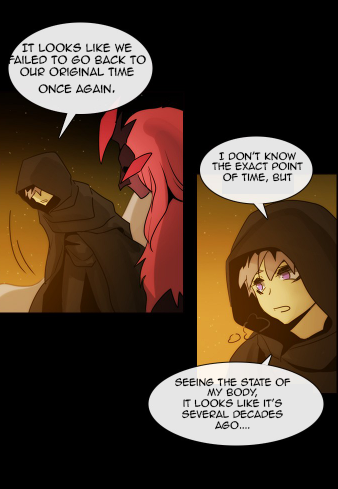 IT LOOKS LIKE WE
FAILED TO GO BACK TO
OUR ORIGINAL TIME
ONCE AGAIN,
I DON'T KNOW
THE EXACT POINT
OF TIME, BUT
SEEING THE STATE OF
MY BODY,
IT LOOKS LIKE IT'S
SEVERAL DECADES
AGO....